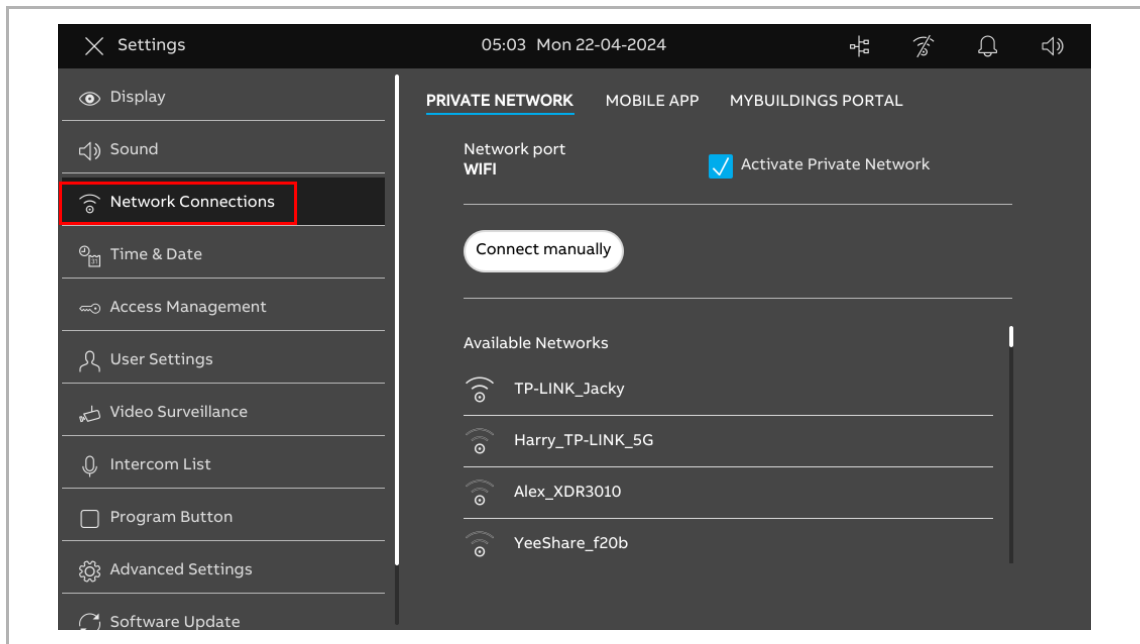 Settings
05:03 Mon 22-04-2024
Display
Sound
Network Connections
Time & Date
Access Management
User Settings
Video Surveillance
Intercom List
Program Button
Advanced Settings
Software Update
PRIVATE NETWORK MOBILE APP MYBUILDINGS PORTAL
Network port
WIFI
Activate Private Network
Connect manually
Available Networks
TP-LINK_Jacky
Harry_TP-LINK_5G
Alex_XDR3010
YeeShare_f20b